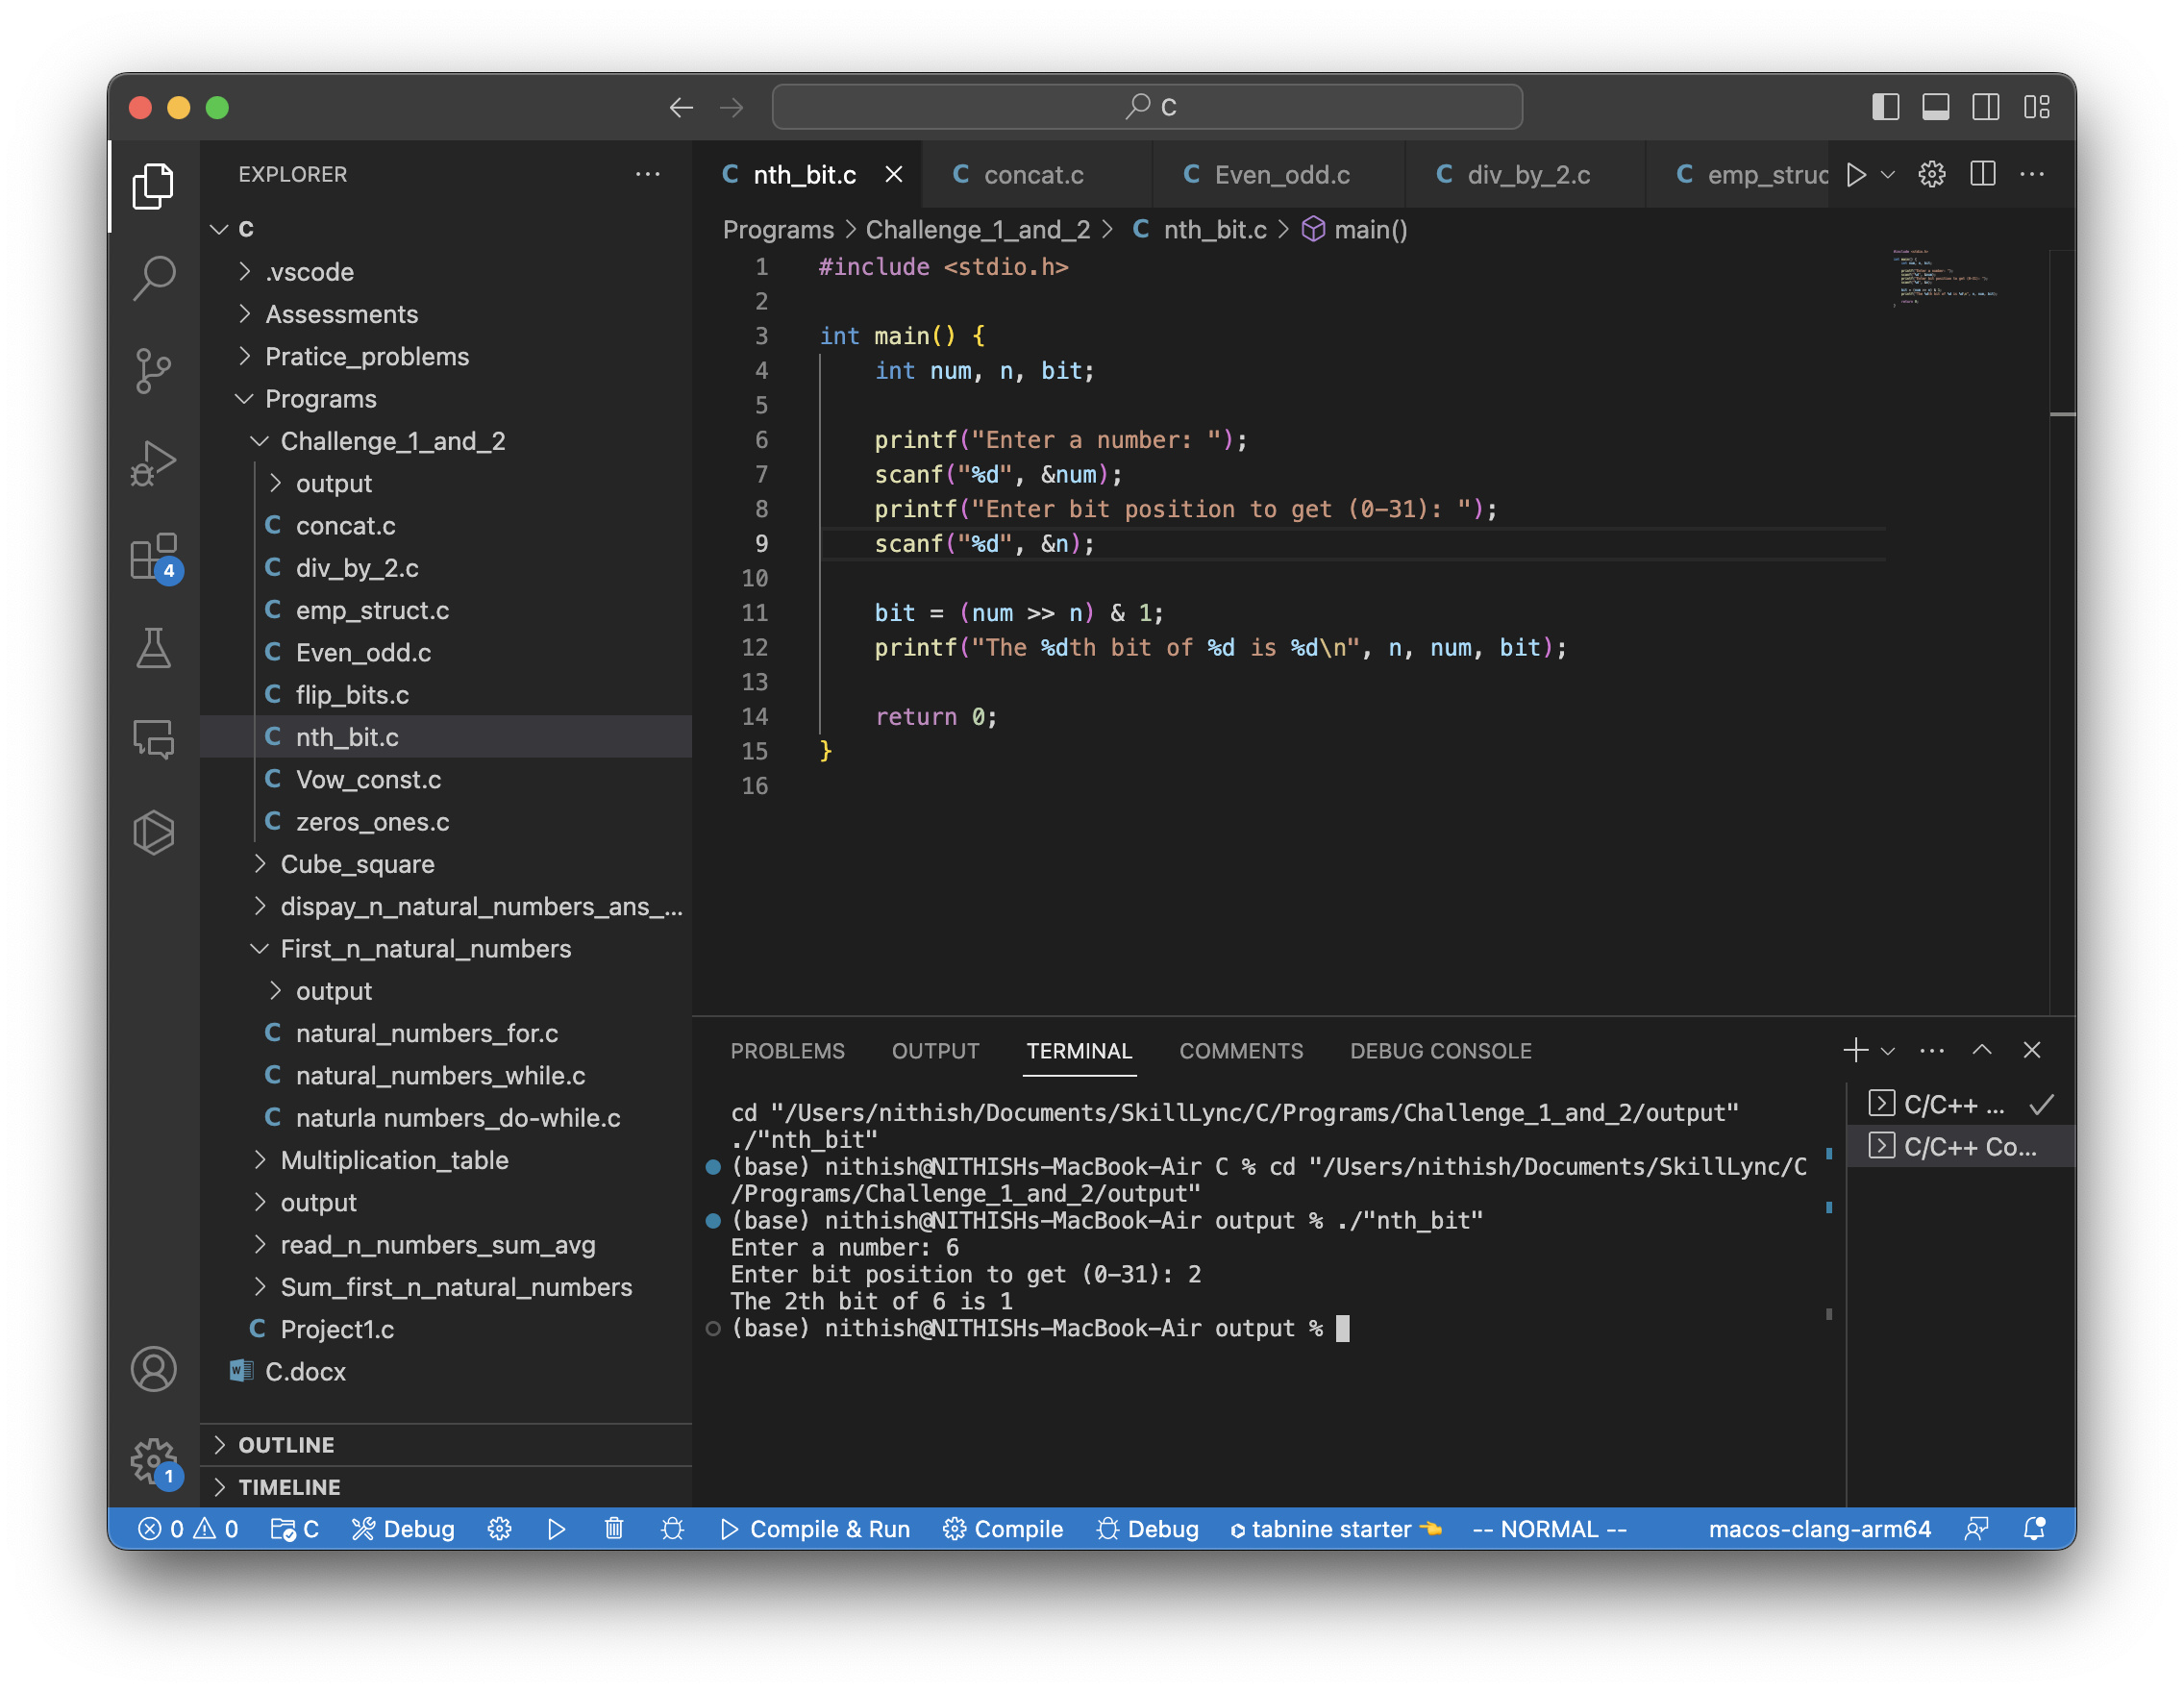 C
EXPLORER
nth_bit.c
concat.c
Even_odd.c
div_by_2.c
emp_struc
C
.vscode
Assessments
Pratice_problems
Programs
Challenge_1_and_2
output
C concat.c
C div_by_2.c
C emp_struct.c
C Even_odd.c
C flip_bits.c
C nth_bit.c
C Vow_const.c
C zeros_ones.c
Cube_square
dispay_n_natural_numbers_ans_...
First_n_natural_numbers
output
C natural_numbers_for.c
C natural_numbers_while.c
C naturla numbers_do-while.c
Multiplication_table
output
read_n_numbers_sum_avg
Sum_first_n_natural_numbers
C Project1.c
C.docx
OUTLINE
TIMELINE
4
1
Programs > Challenge_1_and_2 > C nth_bit.c > main()
1 #include <stdio.h>
2
3 int main() {
4 int num, n, bit;
5
6 printf("Enter a number: ");
7 scanf("%d", &num);
8 printf("Enter bit position to get (0-31): ");
9 scanf("%d", &n);
10
11 bit = (num >> n) & 1;
12 printf("The %dth bit of %d is %d\n", n, num, bit);
13
14 return 0;
15 }
16
PROBLEMS OUTPUT TERMINAL COMMENTS DEBUG CONSOLE
cd "/Users/nithish/Documents/SkillLync/C/Programs/Challenge_1_and_2/output"
./"nth_bit"
(base) nithish@NITHISHs-MacBook-Air C % cd "/Users/nithish/Documents/SkillLync/C
/Programs/Challenge_1_and_2/output"
(base) nithish@NITHISHs-MacBook-Air output % ./"nth_bit"
Enter a number: 6
Enter bit position to get (0-31): 2
The 2th bit of 6 is 1
(base) nithish@NITHISHs-MacBook-Air output %
C/C++ ...
C/C++ Co...
0 0 C Debug Compile & Run Compile Debug tabnine starter 👈 -- NORMAL -- macos-clang-arm64